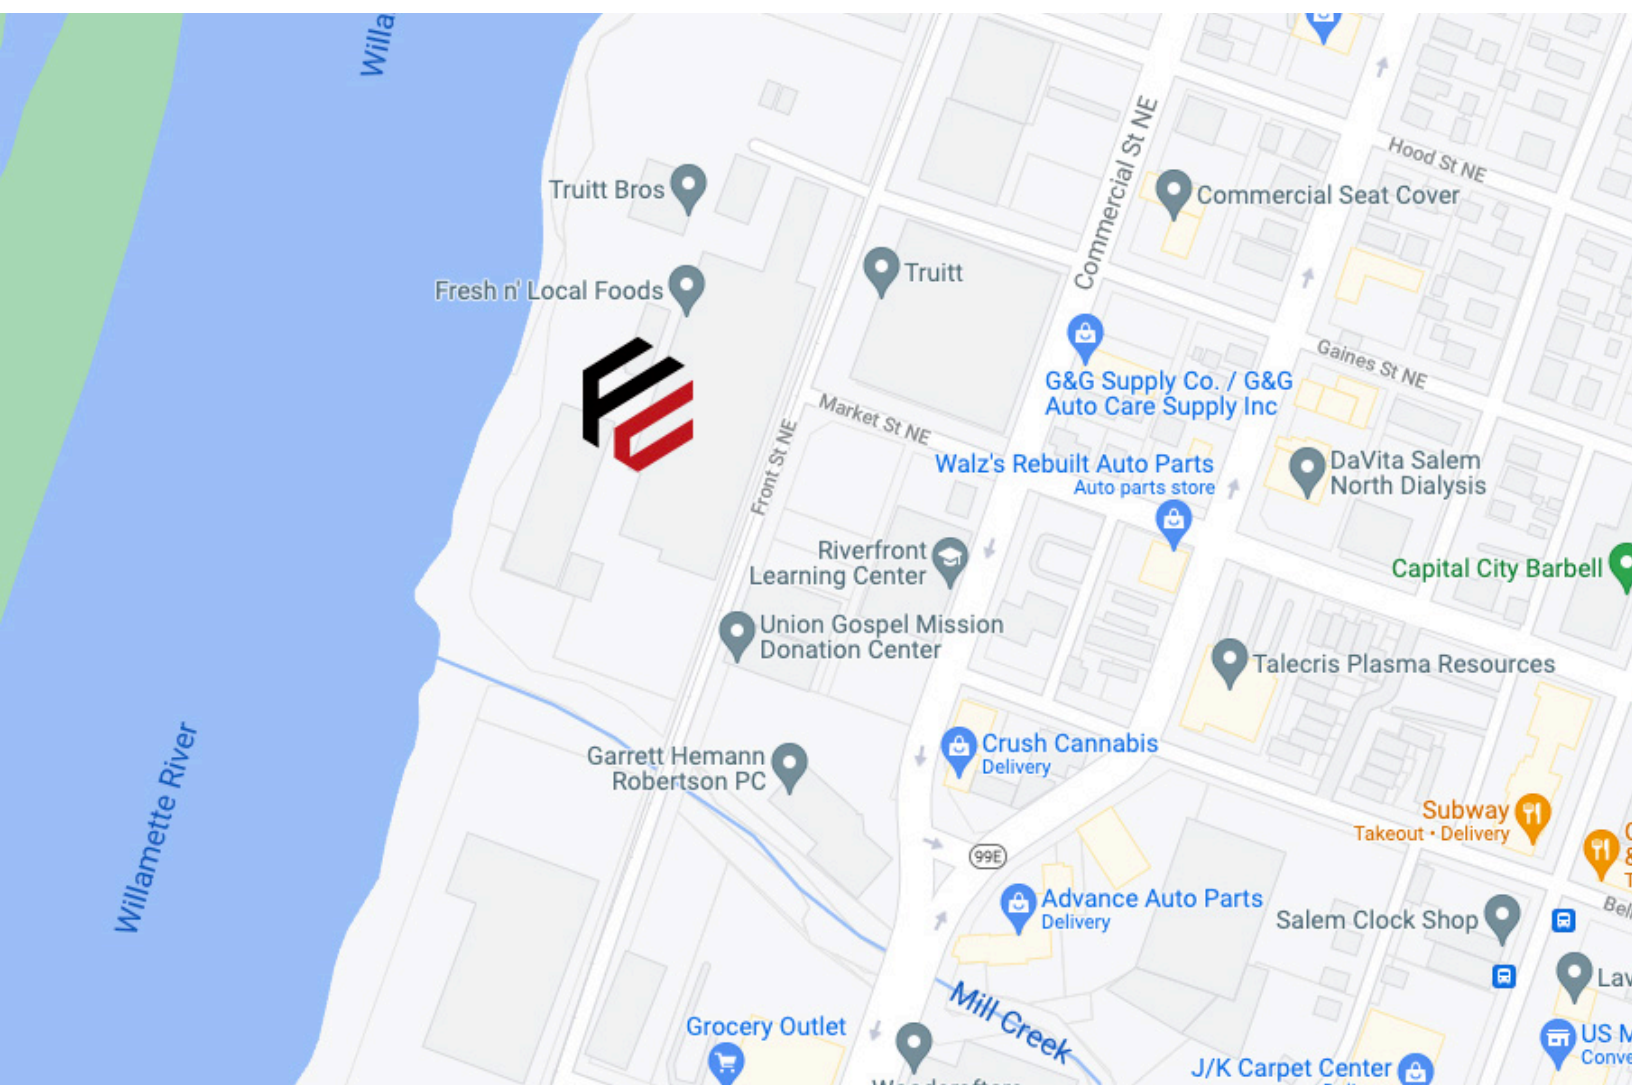 Willa
Hood St NE
Commercial St NE
Truitt Bros
Commercial Seat Cover
Truitt
Fresh n' Local Foods
Gaines St NE
G&G Supply Co. / G&G
Auto Care Supply Inc
Market St NE
Front St NE
Walz's Rebuilt Auto Parts
Auto parts store
DaVita Salem
North Dialysis
Riverfront
Learning Center
Capital City Barbell
Union Gospel Mission
Donation Center
Talecris Plasma Resources
Willamette River
Crush Cannabis
Delivery
Garrett Hemann
Robertson PC
Subway
Takeout • Delivery
99E
Advance Auto Parts
Delivery
Salem Clock Shop
Bell
Lav
Mill Creek
Grocery Outlet
US M
Conve
J/K Carpet Center